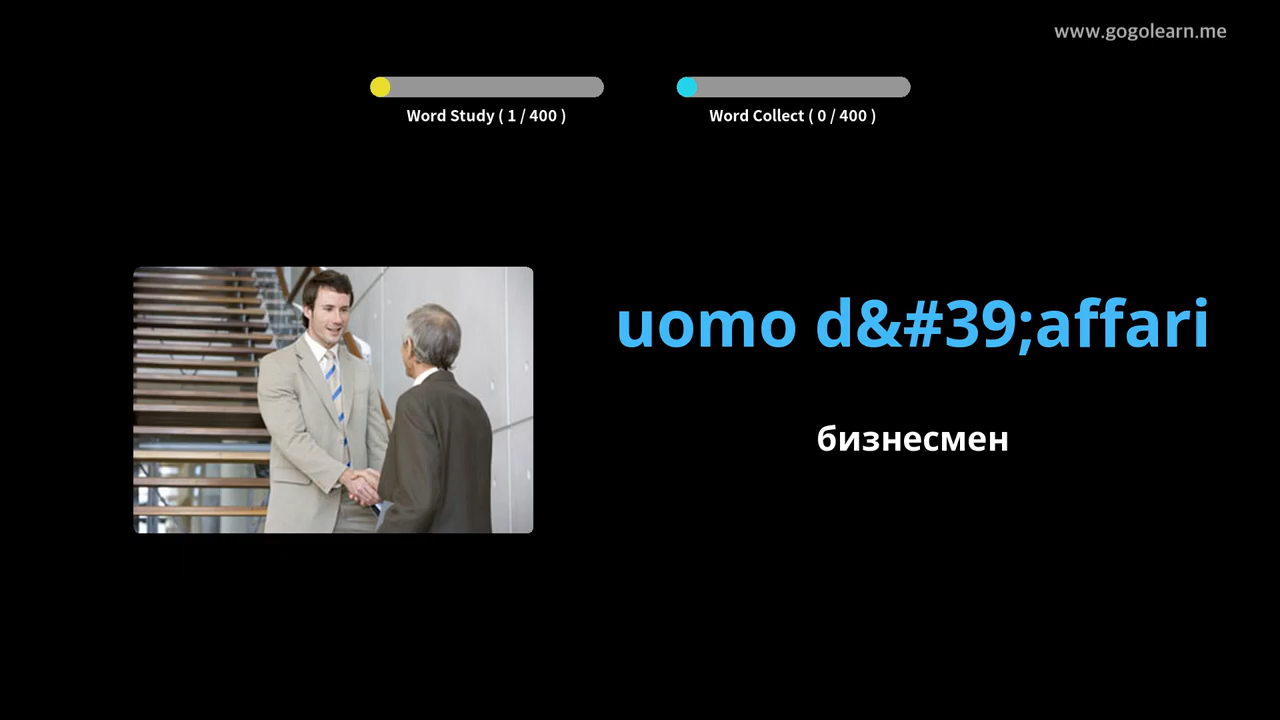 www.gogolearn.me
Word Study ( 1 / 400 )
Word Collect ( 0 / 400 )
uomo d&#39;affari
бизнесмен